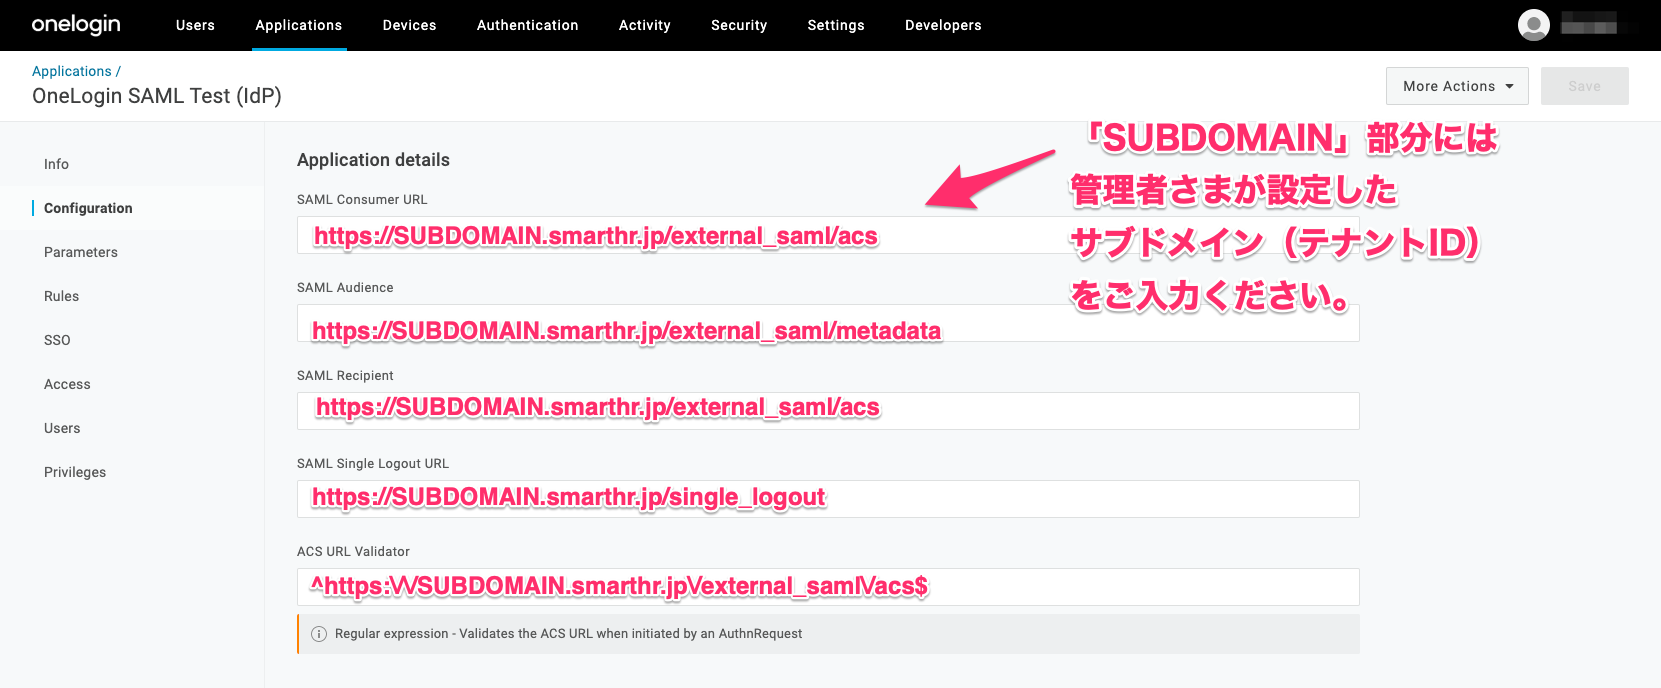 onelogin
Users Applications Devices Authentication Activity Security Settings Developers
Applications /
OneLogin SAML Test (IdP)
More Actions
Save
Info
Configuration
Parameters
Rules
SSO
Access
Users
Privileges
Application details
「SUBDOMAIN」部分には
管理者さまが設定した
サブドメイン（テナントID）
をご入力ください。
SAML Consumer URL
https://SUBDOMAIN.smarthr.jp/external_saml/acs
SAML Audience
https://SUBDOMAIN.smarthr.jp/external_saml/metadata
SAML Recipient
https://SUBDOMAIN.smarthr.jp/external_saml/acs
SAML Single Logout URL
https://SUBDOMAIN.smarthr.jp/single_logout
ACS URL Validator
^https:\/\/SUBDOMAIN.smarthr.jp\/external_saml\/acs$
Regular expression - Validates the ACS URL when initiated by an AuthnRequest